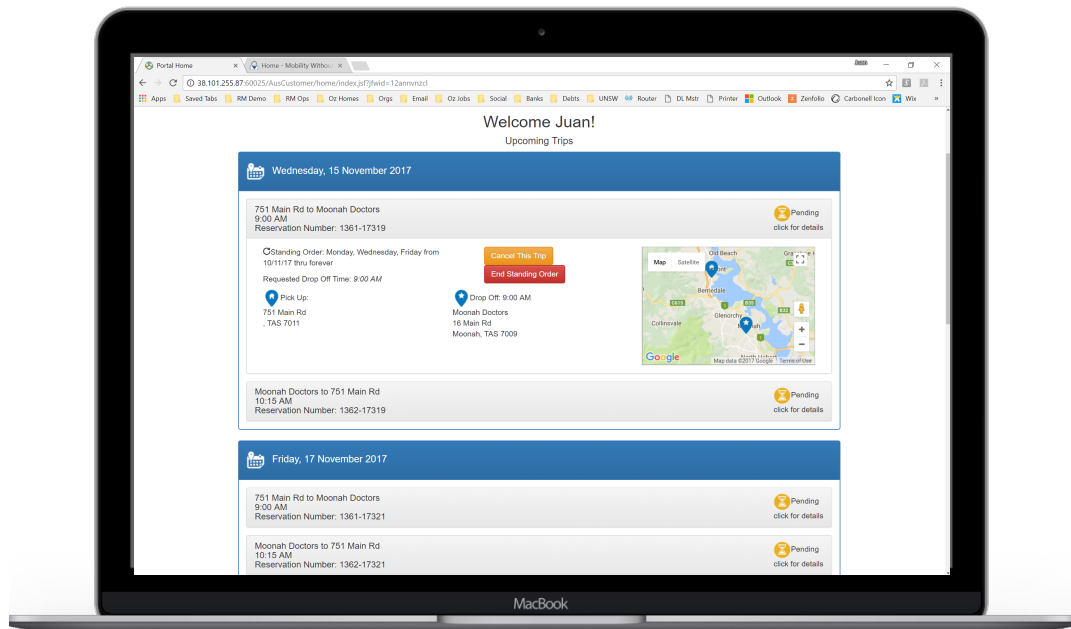 Portal Home
Home - Mobility Without
38.101.255.87:60025/AusCustomer/home/index.jsf?jfwid=12annvnzcl
Apps Saved Tabs RM Demo RM Ops Oz Homes Orgs Email Oz Jobs Social Banks Debts UNSW Router DL Mstr Printer Outlook Zenfolio Carbonell Icon Wix »
Welcome Juan!
Upcoming Trips
Wednesday, 15 November 2017
751 Main Rd to Moonah Doctors
9:00 AM
Reservation Number: 1361-17319
Pending
click for details
Standing Order: Monday, Wednesday, Friday from
10/11/17 thru forever
Requested Drop Off Time: 9:00 AM
Cancel This Trip
End Standing Order
Pick Up:
751 Main Rd
, TAS 7011
Drop Off: 9:00 AM
Moonah Doctors
16 Main Rd
Moonah, TAS 7009
Map Satellite
Old Beach
Berriedale
C615
B35
B32
Glenorchy
Collinsvale
1
1
North Hobart
Google
Map data ©2017 Google Terms of Use
Moonah Doctors to 751 Main Rd
10:15 AM
Reservation Number: 1362-17319
Pending
click for details
Friday, 17 November 2017
751 Main Rd to Moonah Doctors
9:00 AM
Reservation Number: 1361-17321
Pending
click for details
Moonah Doctors to 751 Main Rd
10:15 AM
Reservation Number: 1362-17321
Pending
click for details
MacBook